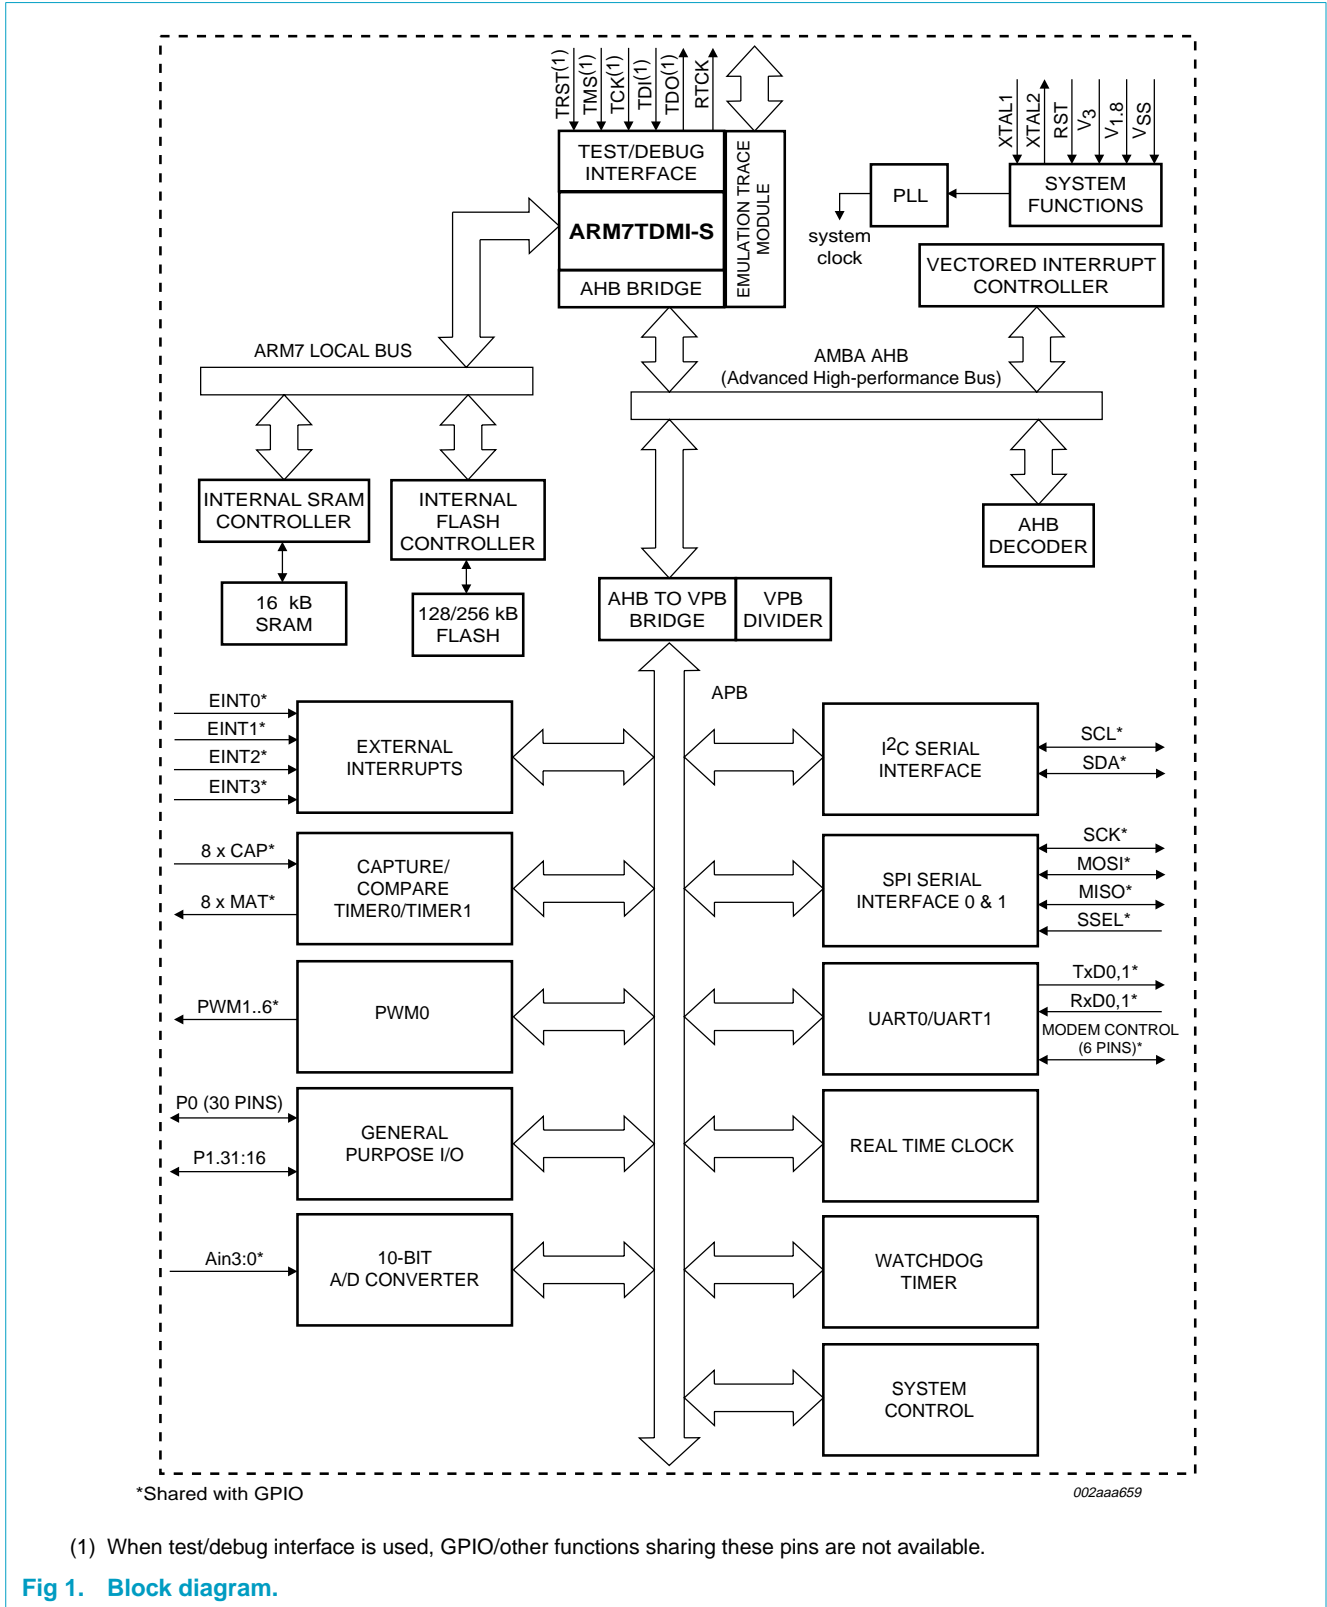 TRST(1)
TMS(1)
TCK(1)
TDI(1)
TDO(1)
RTCK
XTAL1
XTAL2
RST
V3
V1.8
VSS
TEST/DEBUG
INTERFACE
ARM7TDMI-S
AHB BRIDGE
EMULATION TRACE
MODULE
PLL
SYSTEM
FUNCTIONS
system
clock
VECTORED INTERRUPT
CONTROLLER
ARM7 LOCAL BUS
AMBA AHB
(Advanced High-performance Bus)
INTERNAL SRAM
CONTROLLER
INTERNAL
FLASH
CONTROLLER
AHB
DECODER
16 kB
SRAM
128/256 kB
FLASH
AHB TO VPB
BRIDGE
VPB
DIVIDER
APB
EINT0*
EINT1*
EINT2*
EINT3*
EXTERNAL
INTERRUPTS
I2C SERIAL
INTERFACE
SCL*
SDA*
8 x CAP*
8 x MAT*
CAPTURE/
COMPARE
TIMER0/TIMER1
SPI SERIAL
INTERFACE 0 & 1
SCK*
MOSI*
MISO*
SSEL*
PWM1..6*
PWM0
UART0/UART1
TxD0,1*
RxD0,1*
MODEM CONTROL
(6 PINS)*
P0 (30 PINS)
P1.31:16
GENERAL
PURPOSE I/O
REAL TIME CLOCK
Ain3:0*
10-BIT
A/D CONVERTER
WATCHDOG
TIMER
SYSTEM
CONTROL
*Shared with GPIO
002aaa659
(1) When test/debug interface is used, GPIO/other functions sharing these pins are not available.
Fig 1. Block diagram.